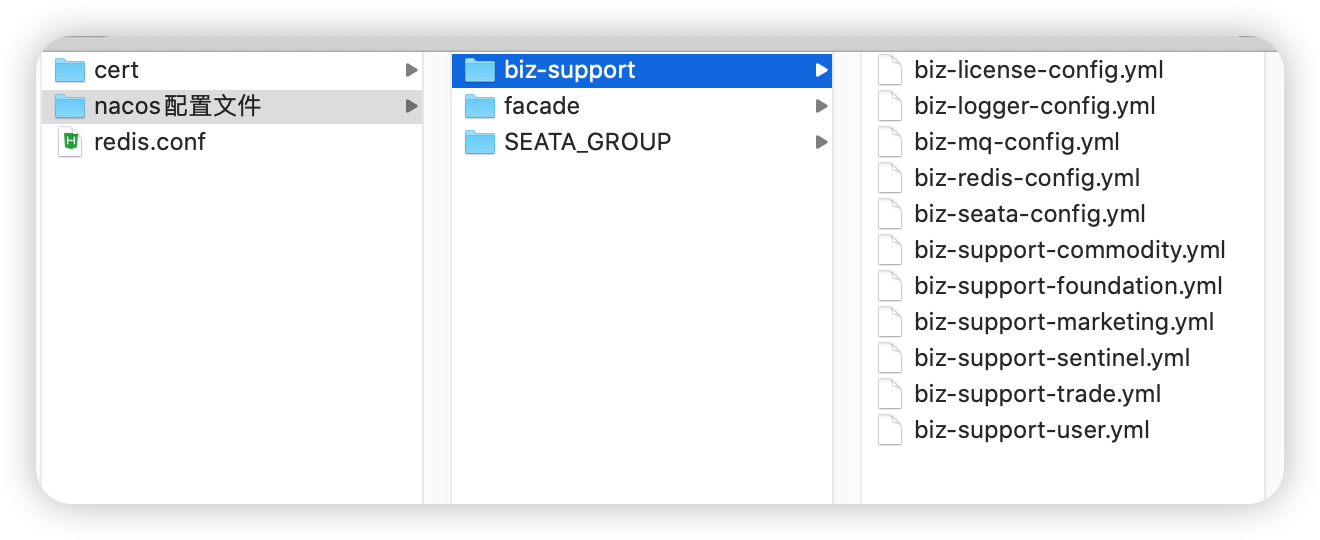 cert
nacos配置文件
redis.conf
biz-support
facade
SEATA_GROUP
biz-license-config.yml
biz-logger-config.yml
biz-mq-config.yml
biz-redis-config.yml
biz-seata-config.yml
biz-support-commodity.yml
biz-support-foundation.yml
biz-support-marketing.yml
biz-support-sentinel.yml
biz-support-trade.yml
biz-support-user.yml